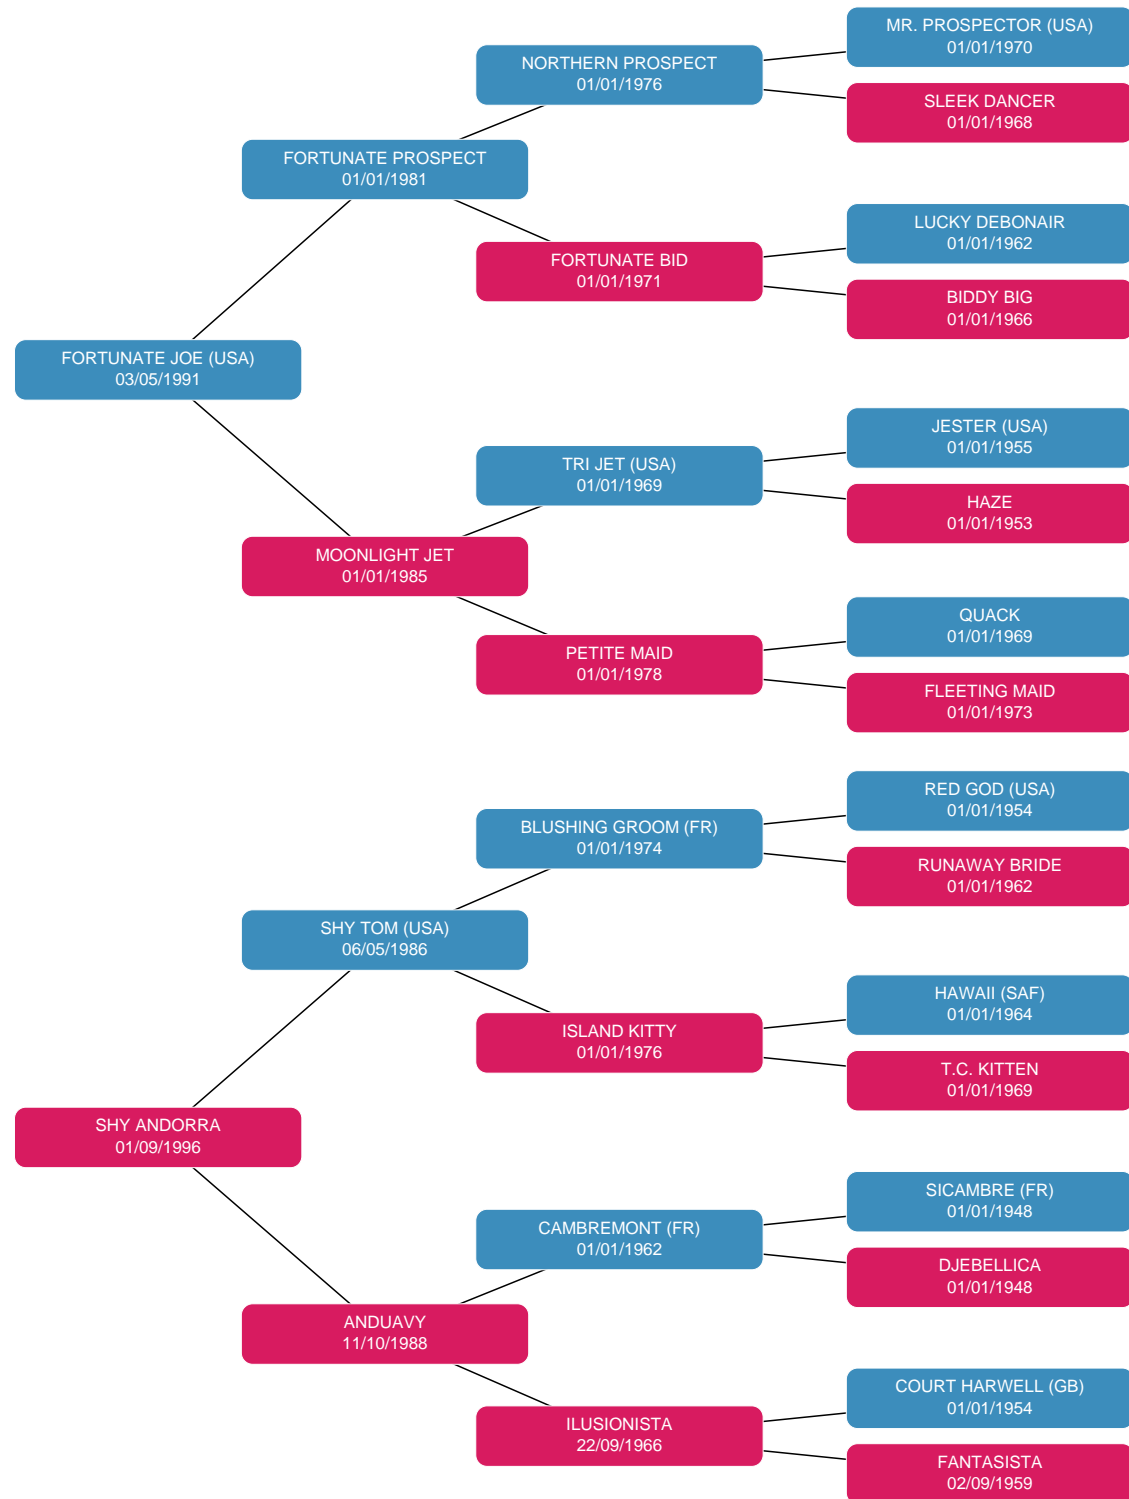 MR. PROSPECTOR (USA)
01/01/1970
NORTHERN PROSPECT
01/01/1976
SLEEK DANCER
01/01/1968
FORTUNATE PROSPECT
01/01/1981
LUCKY DEBONAIR
01/01/1962
FORTUNATE BID
01/01/1971
BIDDY BIG
01/01/1966
FORTUNATE JOE (USA)
03/05/1991
JESTER (USA)
01/01/1955
TRI JET (USA)
01/01/1969
HAZE
01/01/1953
MOONLIGHT JET
01/01/1985
QUACK
01/01/1969
PETITE MAID
01/01/1978
FLEETING MAID
01/01/1973
RED GOD (USA)
01/01/1954
BLUSHING GROOM (FR)
01/01/1974
RUNAWAY BRIDE
01/01/1962
SHY TOM (USA)
06/05/1986
HAWAII (SAF)
01/01/1964
ISLAND KITTY
01/01/1976
T.C. KITTEN
01/01/1969
SHY ANDORRA
01/09/1996
SICAMBRE (FR)
01/01/1948
CAMBREMONT (FR)
01/01/1962
DJEBELLICA
01/01/1948
ANDUAVY
11/10/1988
COURT HARWELL (GB)
01/01/1954
ILUSIONISTA
22/09/1966
FANTASISTA
02/09/1959